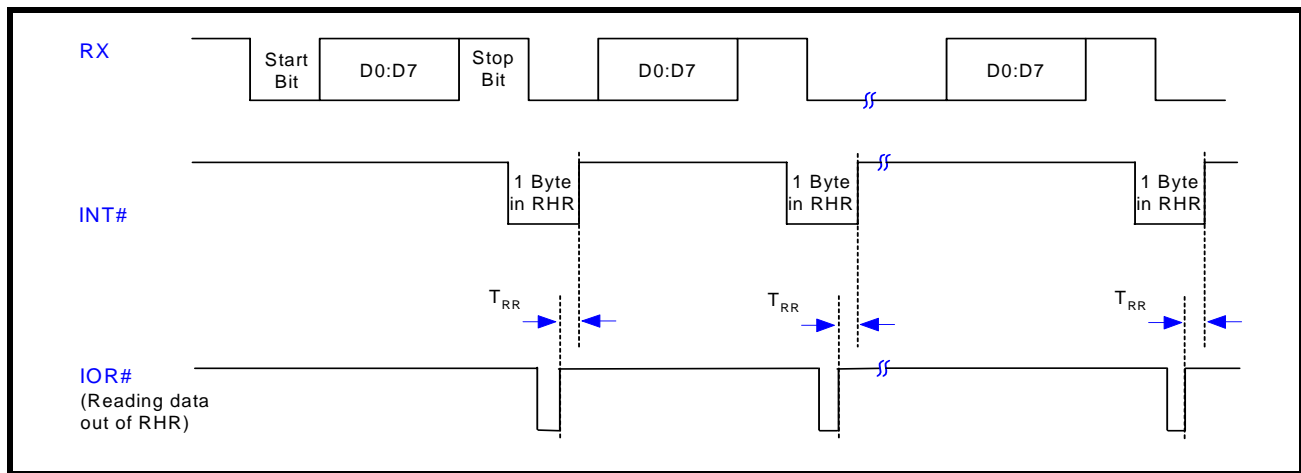 RX
Start
Bit
D0:D7
Stop
Bit
D0:D7
D0:D7
INT#
1 Byte
in RHR
1 Byte
in RHR
1 Byte
in RHR
TRR
TRR
TRR
IOR#
(Reading data
out of RHR)